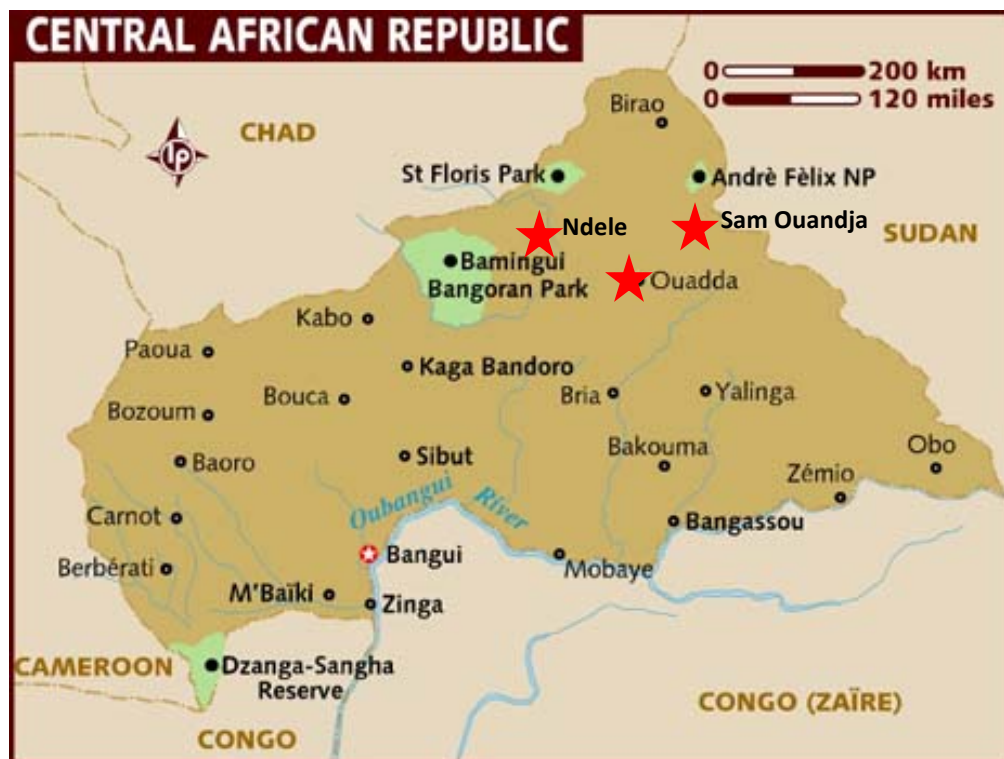 CENTRAL AFRICAN REPUBLIC
0 200 km
0 120 miles
Birao
CHAD
lp
St Floris Park
Andrè Fèlix NP
Ndele
Sam Ouandja
SUDAN
Bamingui
Bangoran Park
Ouadda
Kabo
Paoua
Kaga Bandoro
Bouca
Bria
Yalinga
Bozoum
Baoro
Sibut
Bakouma
Obo
Zémio
Carnot
Oubangui
River
Bangassou
Bangui
Mobaye
Berbérati
M'Baïki
Zinga
CAMEROON
Dzanga-Sangha
Reserve
CONGO (ZAÏRE)
CONGO